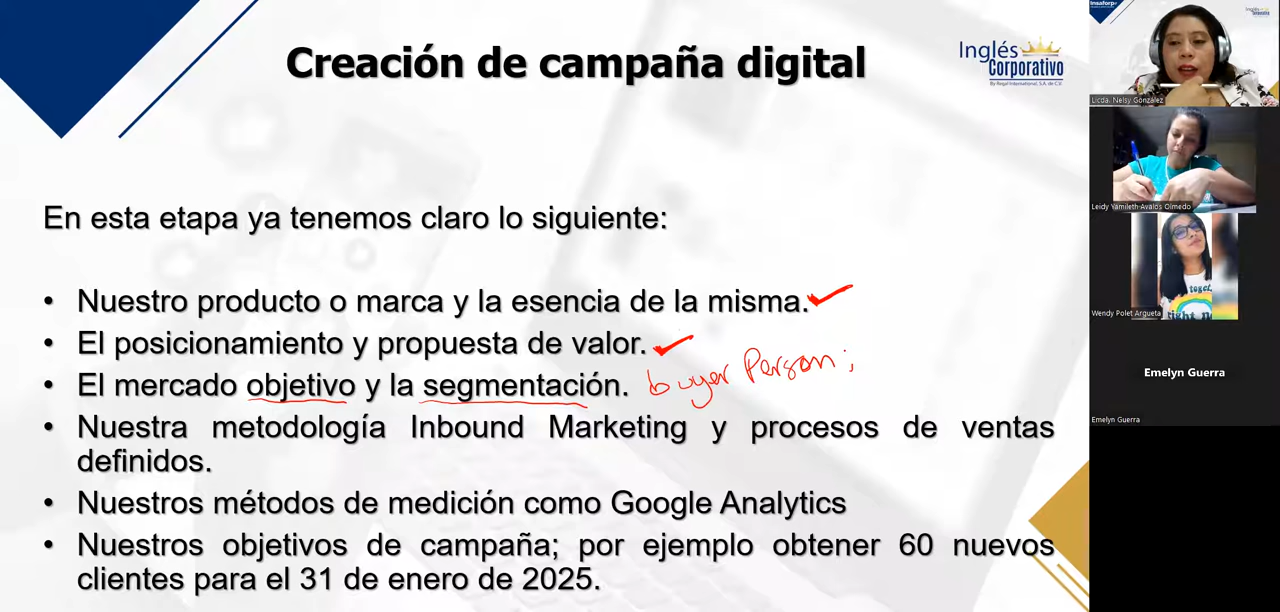 Creación de campaña digital
Inglés
Corporativo
By Regal International, S.A. de C.V.
En esta etapa ya tenemos claro lo siguiente:
• Nuestro producto o marca y la esencia de la misma.
• El posicionamiento y propuesta de valor.
• El mercado objetivo y la segmentación. buyer Person;
• Nuestra metodología Inbound Marketing y procesos de ventas
definidos.
• Nuestros métodos de medición como Google Analytics
• Nuestros objetivos de campaña; por ejemplo obtener 60 nuevos
clientes para el 31 de enero de 2025.
Insaforp
Inglés
Corporativo
Licda. Nelsy González
Leidy Yamileth Avalos Olmedo
Wendy Polet Argueta
Emelyn Guerra
Emelyn Guerra